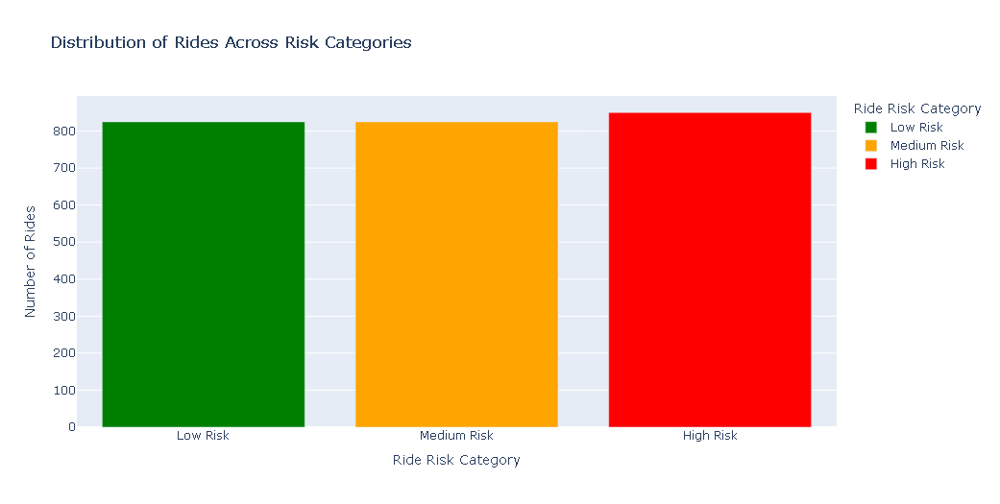 Distribution of Rides Across Risk Categories
Number of Rides
800
700
600
500
400
300
200
100
0
Low Risk
Medium Risk
High Risk
Ride Risk Category
Ride Risk Category
Low Risk
Medium Risk
High Risk